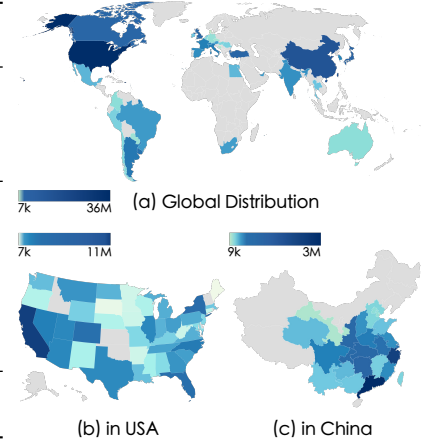 7k 36M
(a) Global Distribution
7k 11M
9k 3M
(b) in USA
(c) in China